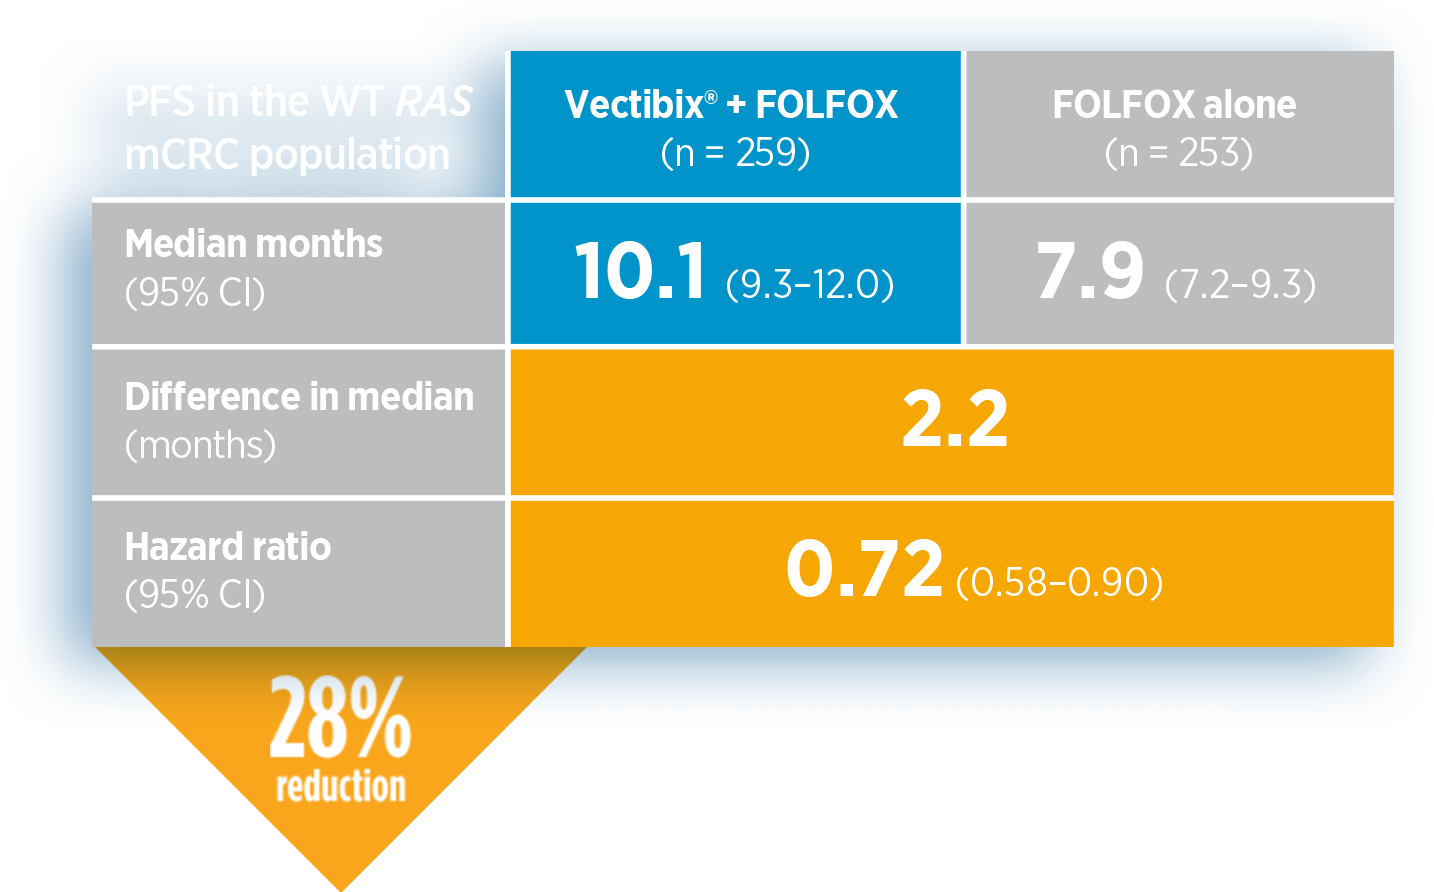 PFS in the WT RAS
mCRC population
Vectibix® + FOLFOX
(n = 259)
FOLFOX alone
(n = 253)
Median months
(95% CI)
10.1 (9.3–12.0)
7.9 (7.2–9.3)
Difference in median
(months)
2.2
Hazard ratio
(95% CI)
0.72 (0.58–0.90)
28%
reduction